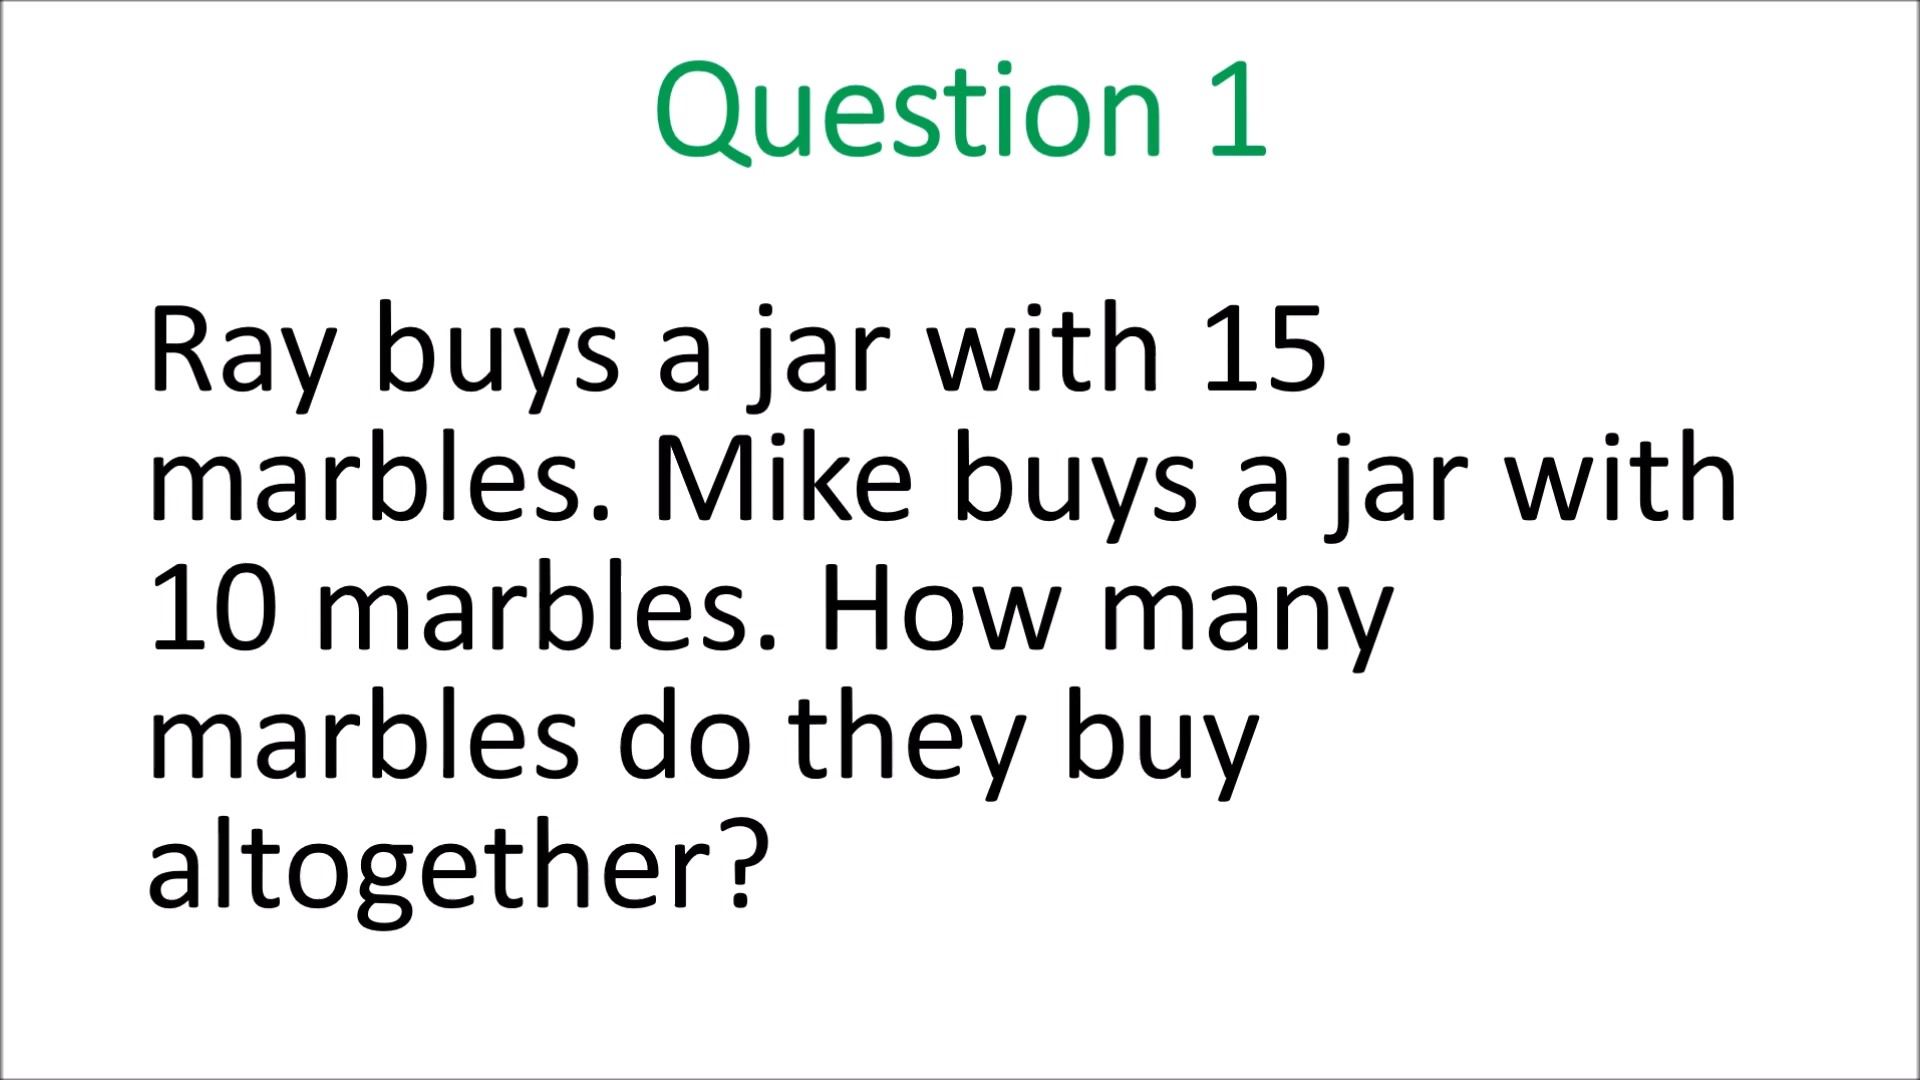 Question 1
Ray buys a jar with 15
marbles. Mike buys a jar with
10 marbles. How many
marbles do they buy
altogether?